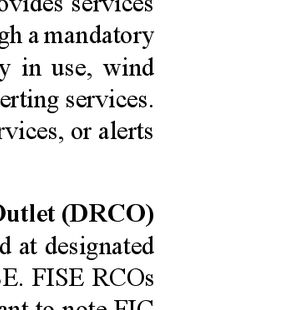 ovides services
gh a mandatory
y in use, wind
erting services.
rvices, or alerts
Outlet (DRCO)
d at designated
SE. FISE RCOs
ant to note FIC